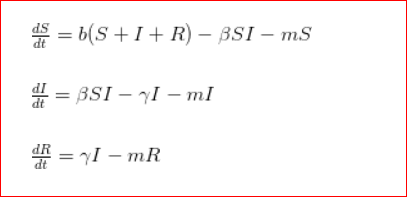 dS/dt = b(S + I + R) − βSI − mS
dI/dt = βSI − γI − mI
dR/dt = γI − mR